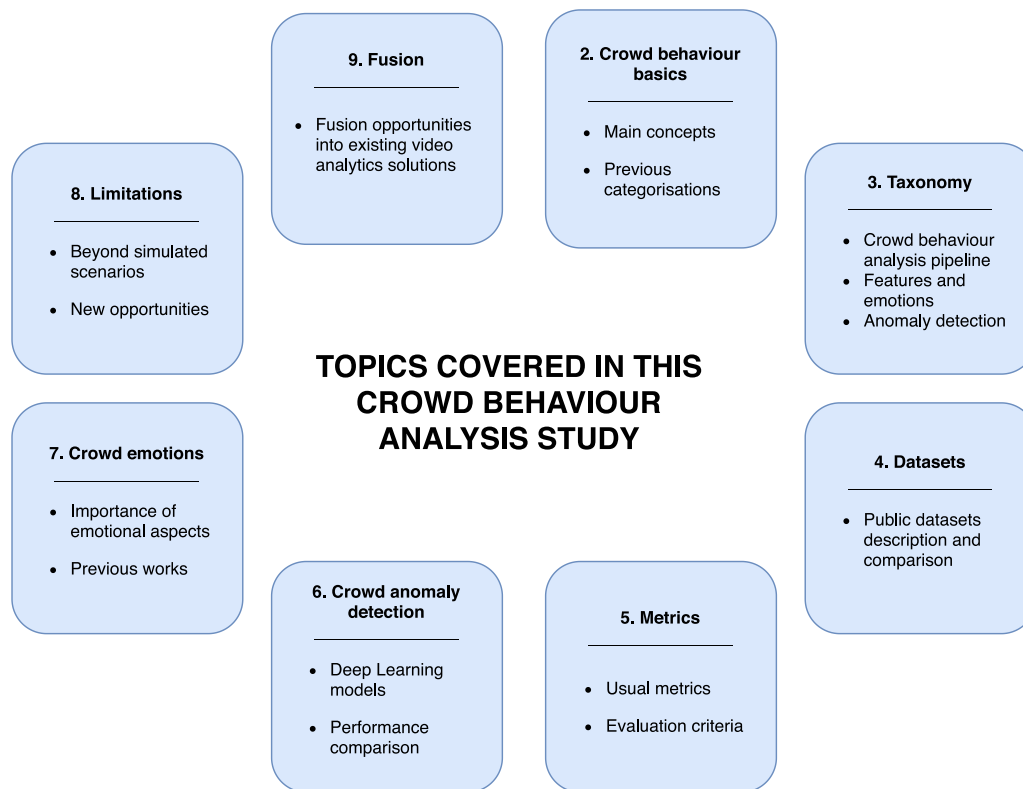 TOPICS COVERED IN THIS
CROWD BEHAVIOUR
ANALYSIS STUDY
2. Crowd behaviour
basics
• Main concepts
• Previous
categorisations
3. Taxonomy
• Crowd behaviour
analysis pipeline
• Features and
emotions
• Anomaly detection
4. Datasets
• Public datasets
description and
comparison
5. Metrics
• Usual metrics
• Evaluation criteria
6. Crowd anomaly
detection
• Deep Learning
models
• Performance
comparison
7. Crowd emotions
• Importance of
emotional aspects
• Previous works
8. Limitations
• Beyond simulated
scenarios
• New opportunities
9. Fusion
• Fusion opportunities
into existing video
analytics solutions